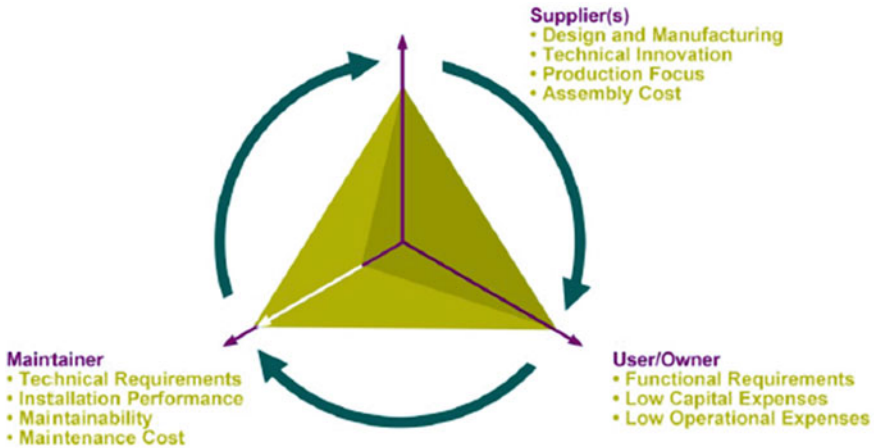 Supplier(s)
• Design and Manufacturing
• Technical Innovation
• Production Focus
• Assembly Cost
Maintainer
• Technical Requirements
• Installation Performance
• Maintainability
• Maintenance Cost
User/Owner
• Functional Requirements
• Low Capital Expenses
• Low Operational Expenses